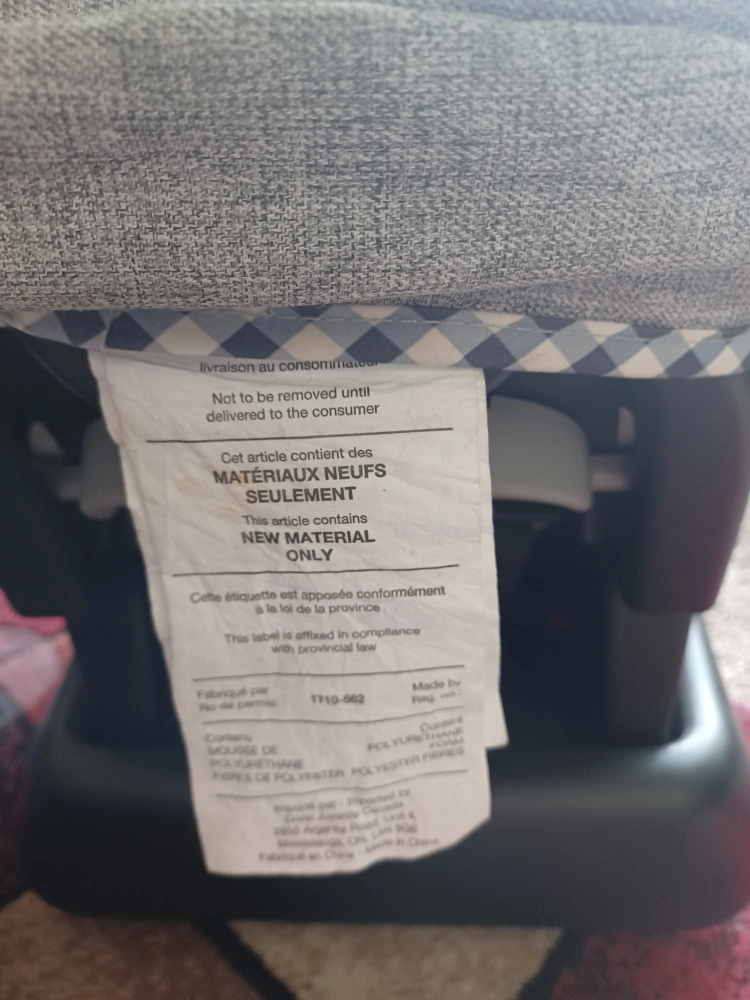 livraison au consommateur
Not to be removed until
delivered to the consumer
Cet article contient des
MATÉRIAUX NEUFS
SEULEMENT
This article contains
NEW MATERIAL
ONLY
Cette étiquette est apposée conformément
à la loi de la province
This label is affixed in compliance
with provincial law
Fabriqué par
No de permis:
1710-862
Made by
Reg. no.:
Contenu
MOUSSE DE
POLYURÉTHANE
FIBRES DE POLYESTER
Content
POLYURETHANE
FOAM
POLYESTER FIBRES
Importé par - Imported by
Canada
Mississauga, ON,
Fabriqué en Chine - Made in China